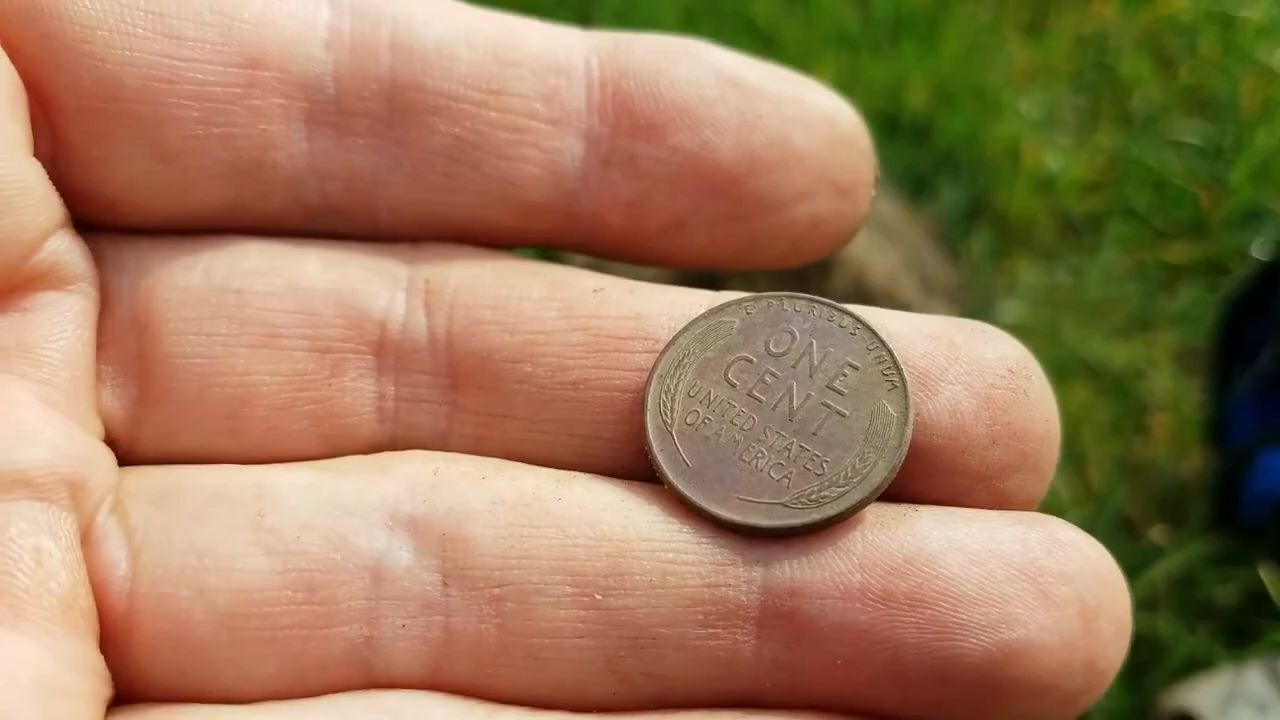 E PLURIBUS UNUM
ONE
CENT
UNITED STATES
OF AMERICA